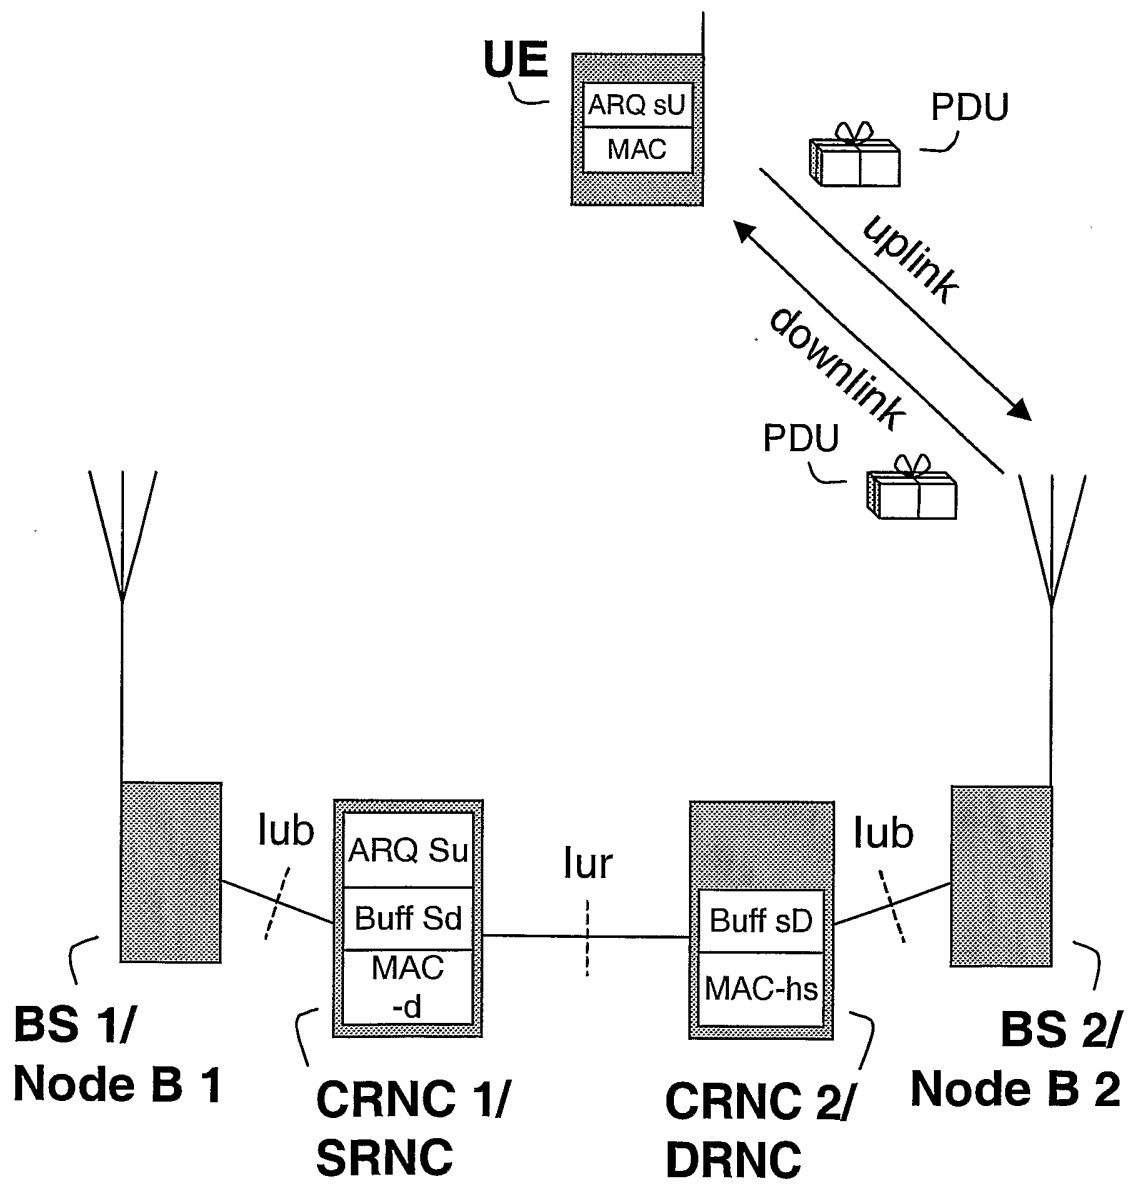 UE
ARQ sU
MAC
PDU
uplink
downlink
PDU
Iub
ARQ Su
Buff Sd
MAC
-d
Iur
Buff sD
MAC-hs
Iub
BS 1/
Node B 1
CRNC 1/
SRNC
CRNC 2/
DRNC
BS 2/
Node B 2